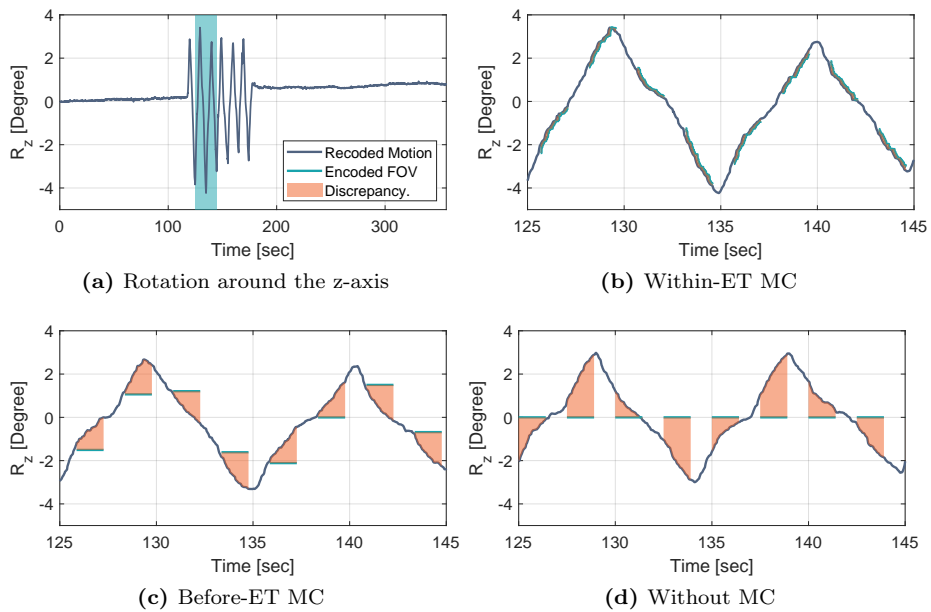 4
2
0
-2
-4
R_z [Degree]
Recoded Motion
Encoded FOV
Discrepancy.
0 100 200 300
Time [sec]
(a) Rotation around the z-axis
4
2
0
-2
-4
R_z [Degree]
125 130 135 140 145
Time [sec]
(b) Within-ET MC
4
2
0
-2
-4
R_z [Degree]
125 130 135 140 145
Time [sec]
(c) Before-ET MC
4
2
0
-2
-4
R_z [Degree]
125 130 135 140 145
Time [sec]
(d) Without MC